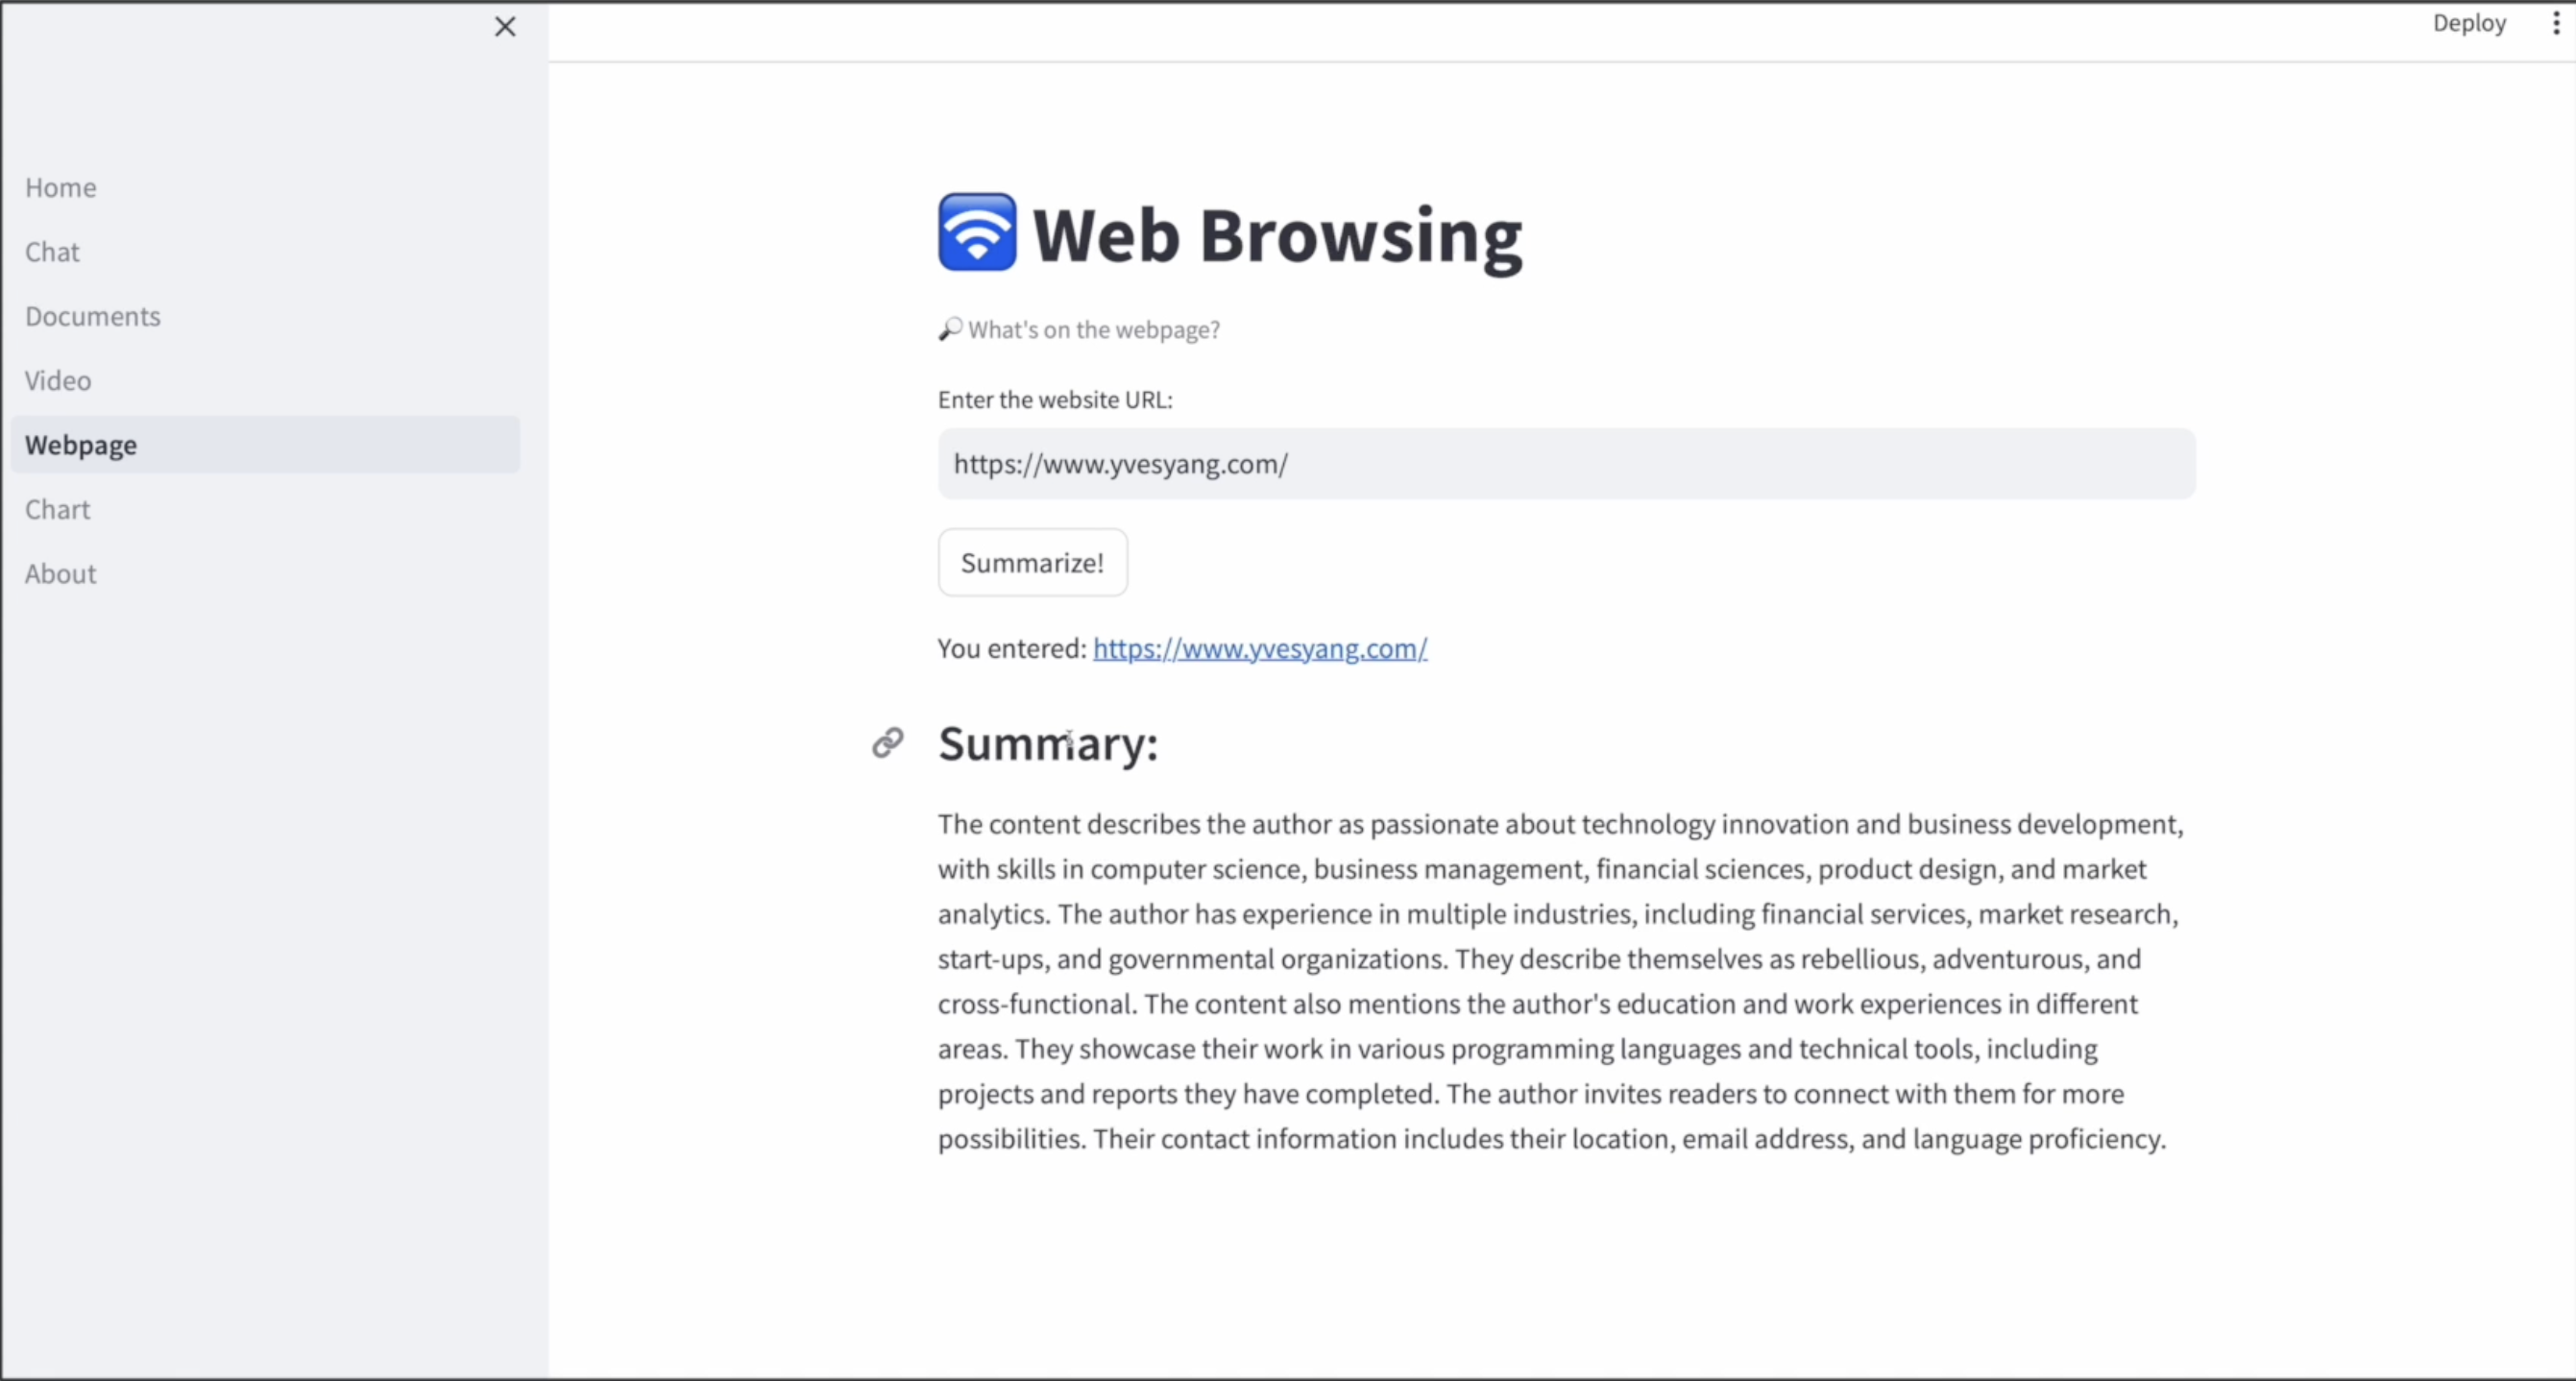 Deploy
Home
Chat
Documents
Video
Webpage
Chart
About
Web Browsing
What's on the webpage?
Enter the website URL:
https://www.yvesyang.com/
Summarize!
You entered: https://www.yvesyang.com/
Summary:
The content describes the author as passionate about technology innovation and business development,
with skills in computer science, business management, financial sciences, product design, and market
analytics. The author has experience in multiple industries, including financial services, market research,
start-ups, and governmental organizations. They describe themselves as rebellious, adventurous, and
cross-functional. The content also mentions the author's education and work experiences in different
areas. They showcase their work in various programming languages and technical tools, including
projects and reports they have completed. The author invites readers to connect with them for more
possibilities. Their contact information includes their location, email address, and language proficiency.